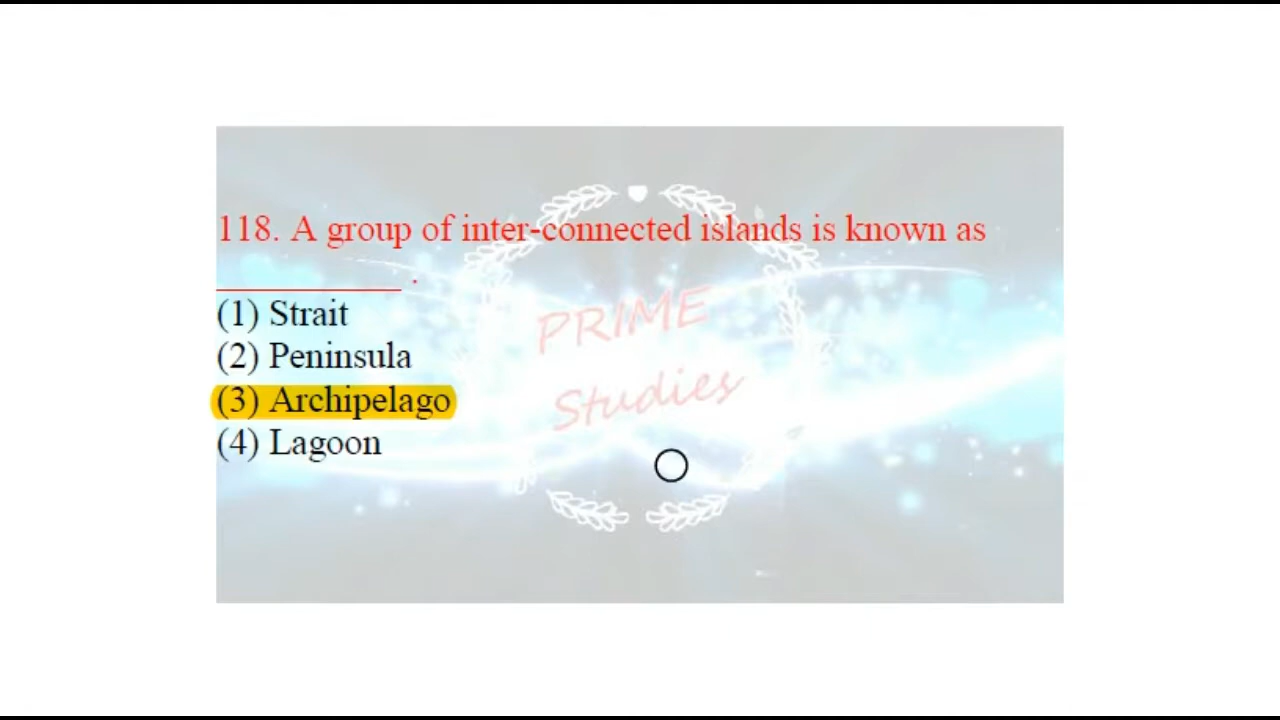 118. A group of inter-connected islands is known as
__________ .
(1) Strait
(2) Peninsula
(3) Archipelago
(4) Lagoon
PRIME
Studies